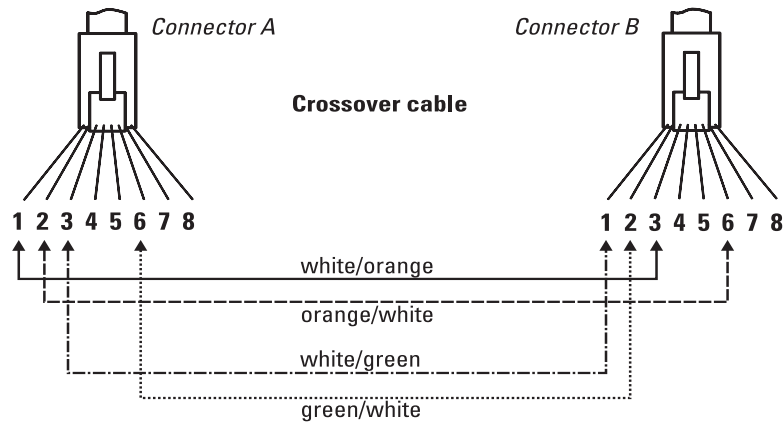 Connector A
Connector B
Crossover cable
1 2 3 4 5 6 7 8
1 2 3 4 5 6 7 8
white/orange
orange/white
white/green
green/white